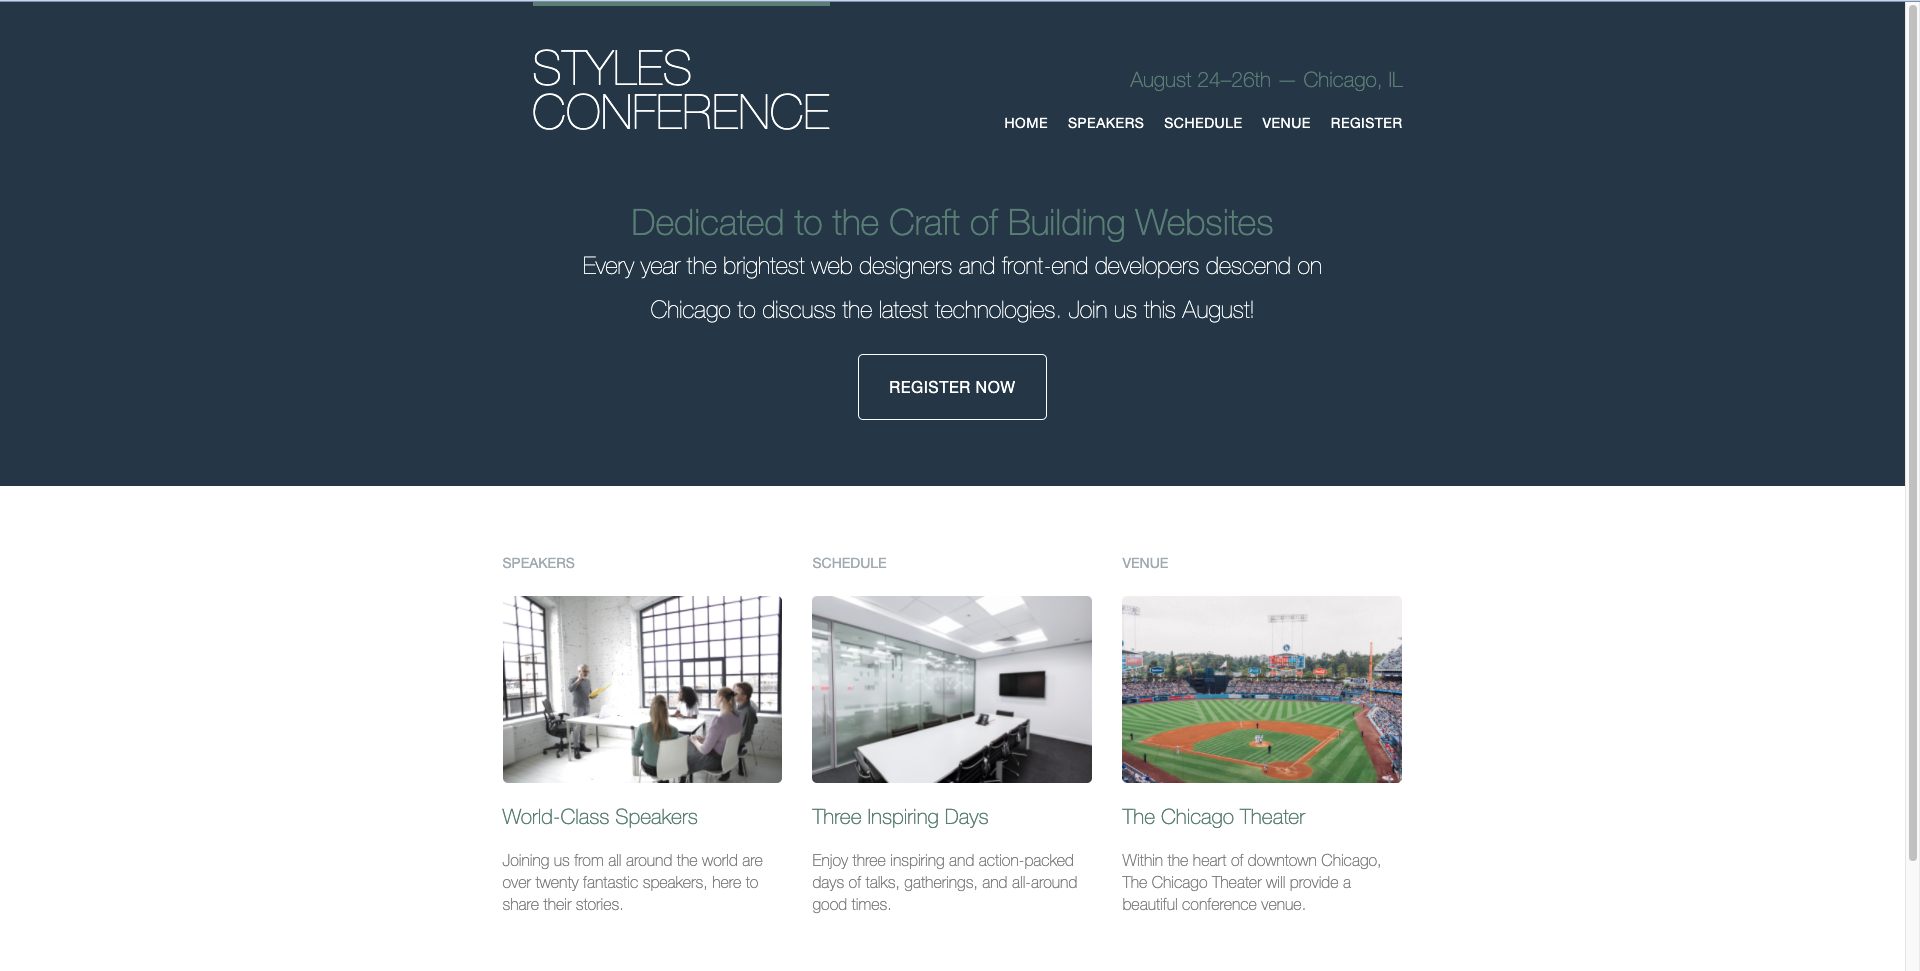 STYLES
CONFERENCE
August 24–26th — Chicago, IL
HOME SPEAKERS SCHEDULE VENUE REGISTER
Dedicated to the Craft of Building Websites
Every year the brightest web designers and front-end developers descend on
Chicago to discuss the latest technologies. Join us this August!
REGISTER NOW
SPEAKERS
World-Class Speakers
Joining us from all around the world are
over twenty fantastic speakers, here to
share their stories.
SCHEDULE
Three Inspiring Days
Enjoy three inspiring and action-packed
days of talks, gatherings, and all-around
good times.
VENUE
The Chicago Theater
Within the heart of downtown Chicago,
The Chicago Theater will provide a
beautiful conference venue.